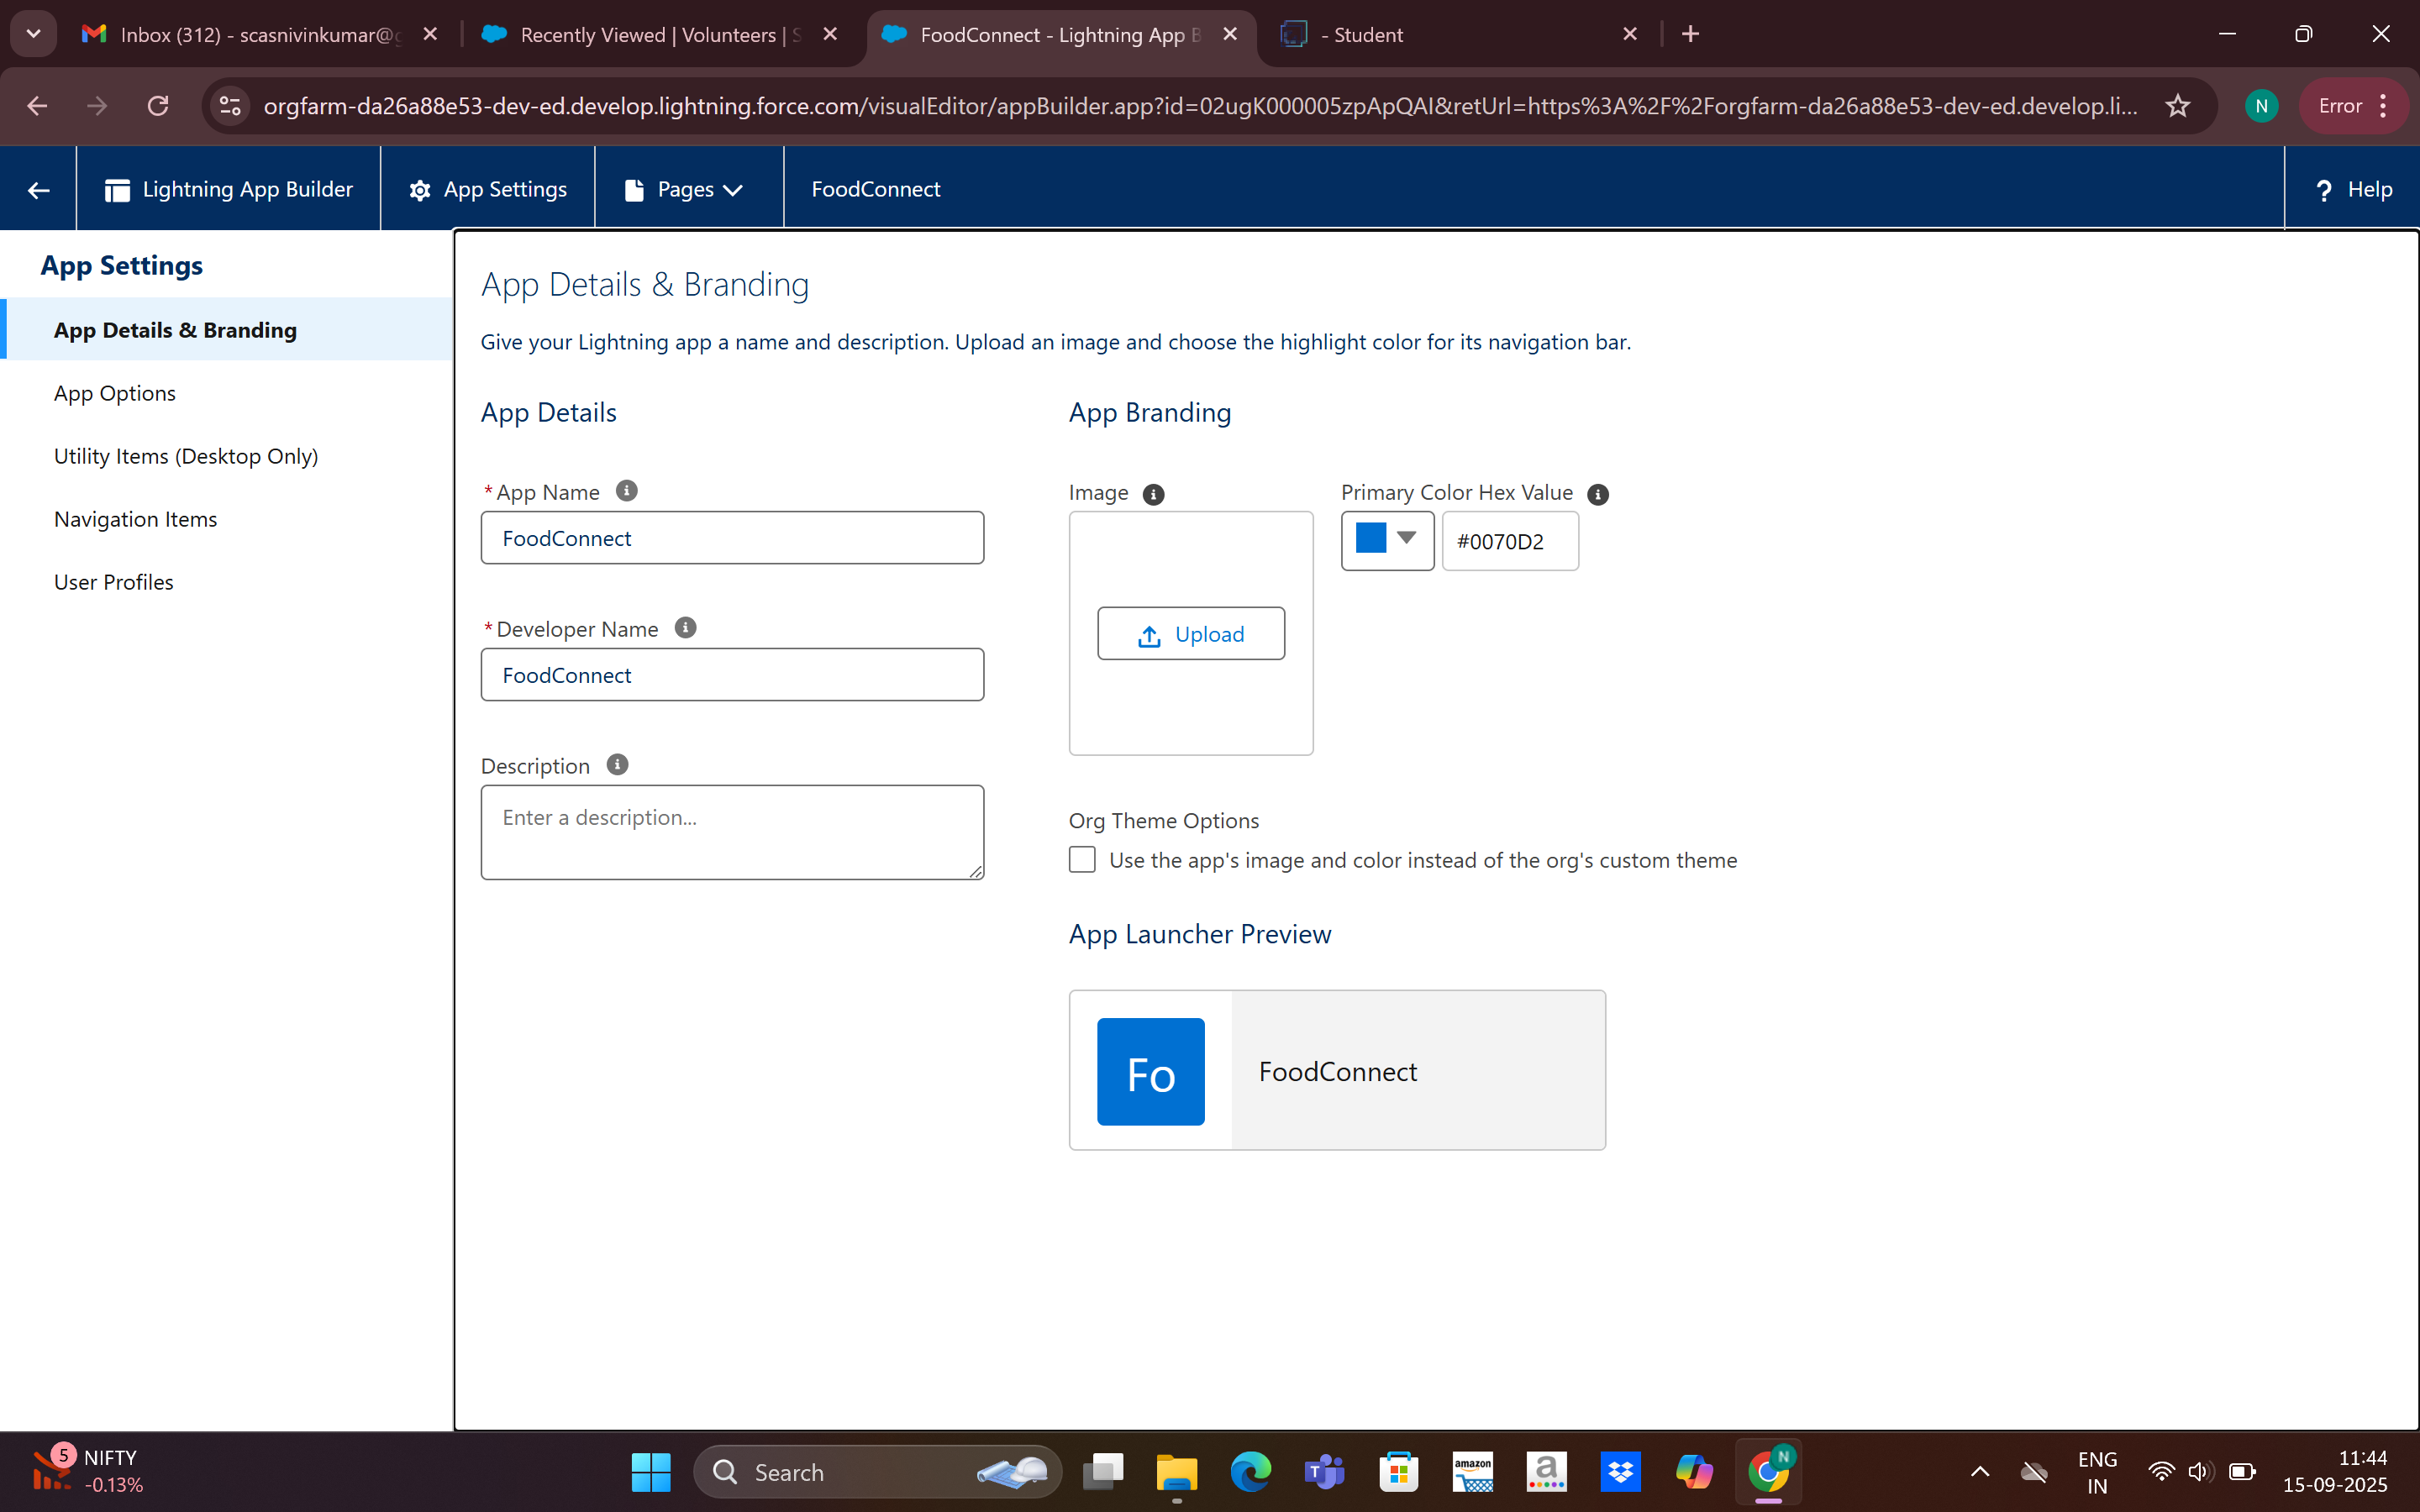 Inbox (312) - scasnivinkumar@g
Recently Viewed | Volunteers | S
FoodConnect - Lightning App B
- Student
orgfarm-da26a88e53-dev-ed.develop.lightning.force.com/visualEditor/appBuilder.app?id=02ugK000005zpApQAI&retUrl=https%3A%2F%2Forgfarm-da26a88e53-dev-ed.develop.li...
N
Error
Lightning App Builder
App Settings
Pages
FoodConnect
? Help
App Settings
App Details & Branding
App Options
Utility Items (Desktop Only)
Navigation Items
User Profiles
App Details & Branding
Give your Lightning app a name and description. Upload an image and choose the highlight color for its navigation bar.
App Details
*App Name
FoodConnect
*Developer Name
FoodConnect
Description
Enter a description...
App Branding
Image
Primary Color Hex Value
#0070D2
Upload
Org Theme Options
Use the app's image and color instead of the org's custom theme
App Launcher Preview
Fo
FoodConnect
5
NIFTY
-0.13%
Search
T
amazon
a
N
ENG
IN
11:44
15-09-2025